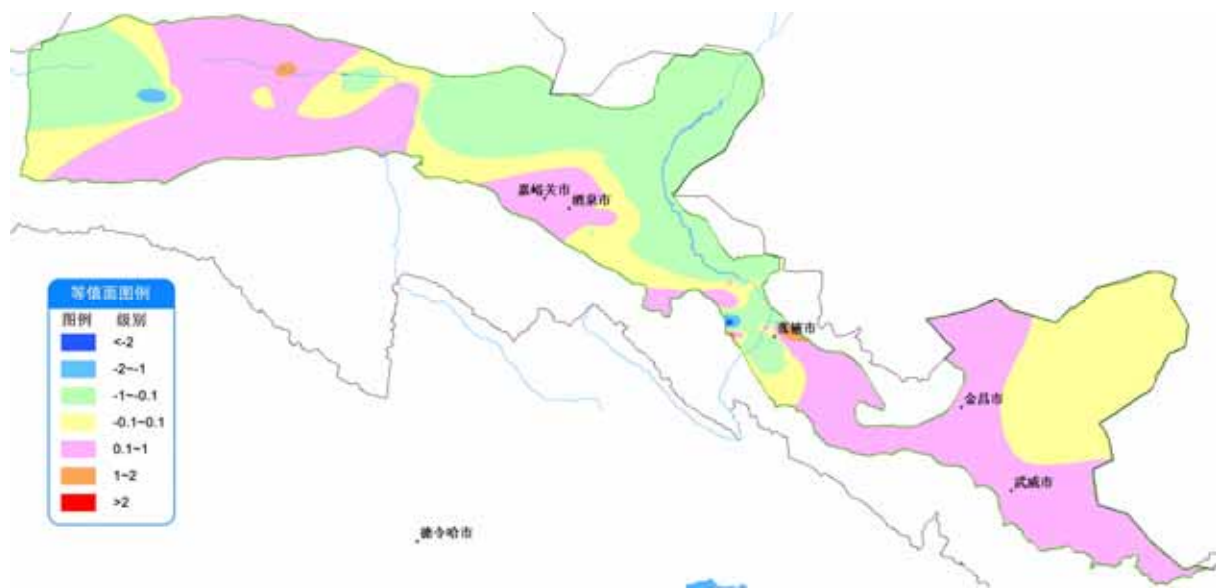 嘉峪关市
酒泉市
等值面图例
图例 级别
<-2
-2~-1
-1~-0.1
-0.1~0.1
0.1~1
1~2
>2
张掖市
金昌市
武威市
德令哈市